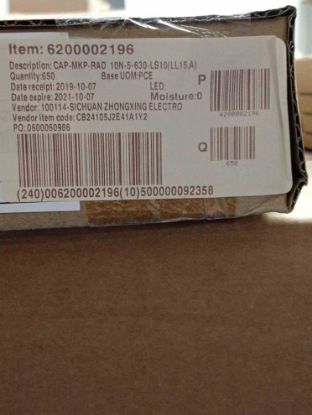 Item: 6200002196
Description: CAP-MKP-RAD 10N-5-630-LS10(LL15,A)
Quantity:650 Base UOM:PCE
Date receipt: 2019-10-07 LED:
Date expire: 2021-10-07 Moisture:0
Vendor: 100114-SICHUAN ZHONGXING ELECTRO
Vendor item code: CB24105J2E41A1Y2
PO: 0600060986
P
6200002196
Q
650
(240)006200002196(10)500000092358